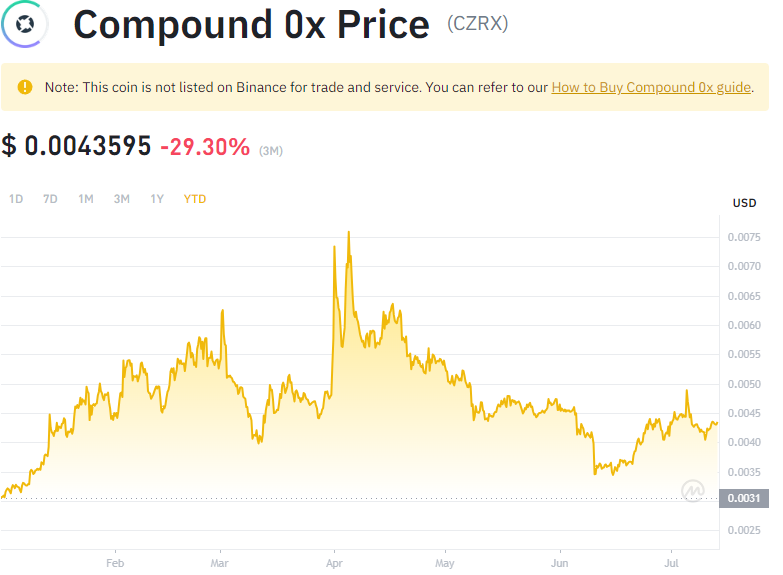 Compound 0x Price (CZRX)
Note: This coin is not listed on Binance for trade and service. You can refer to our How to Buy Compound 0x guide.
$ 0.0043595 -29.30% (3M)
1D 7D 1M 3M 1Y YTD
USD
0.0075
0.0070
0.0065
0.0060
0.0055
0.0050
0.0045
0.0040
0.0035
0.0031
0.0025
Feb Mar Apr May Jun Jul